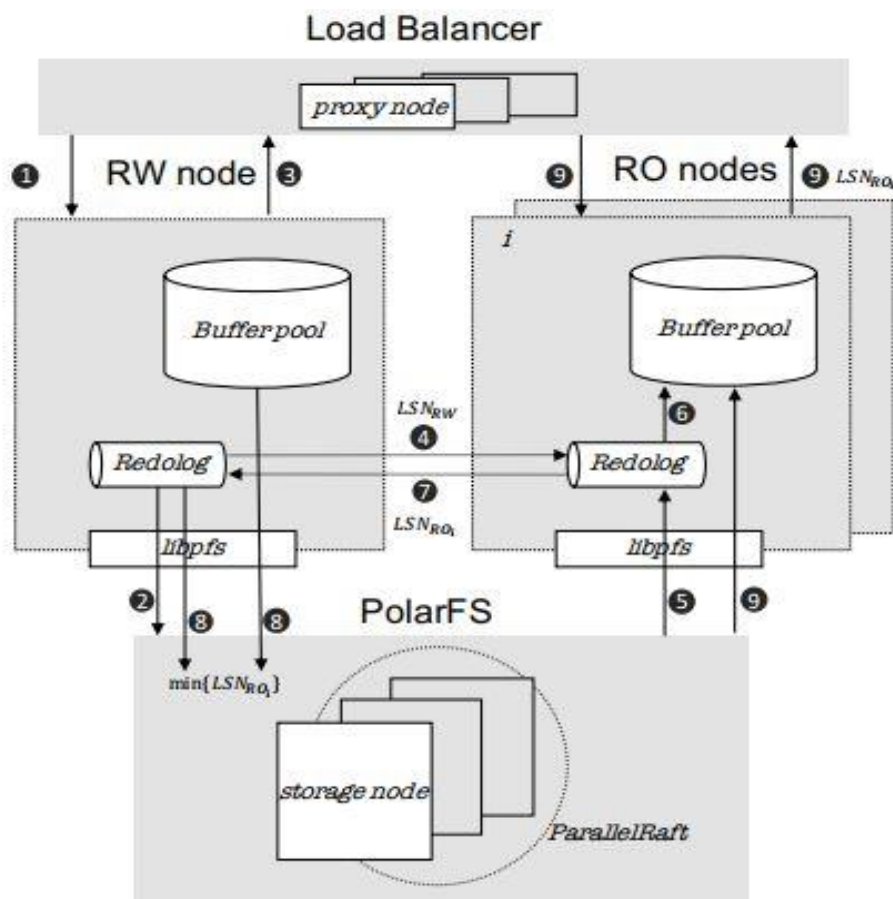 Load Balancer
proxy node
❶ RW node ❸ ❾ RO nodes ❾ LSN_RO_i
i
Bufferpool Bufferpool
LSN_RW
❹ ❻
Redolog Redolog
❼
LSN_RO_i
libpfs libpfs
❷ ❽ ❽ PolarFS ❺ ❾
min{LSN_RO_i}
storage node
ParallelRaft